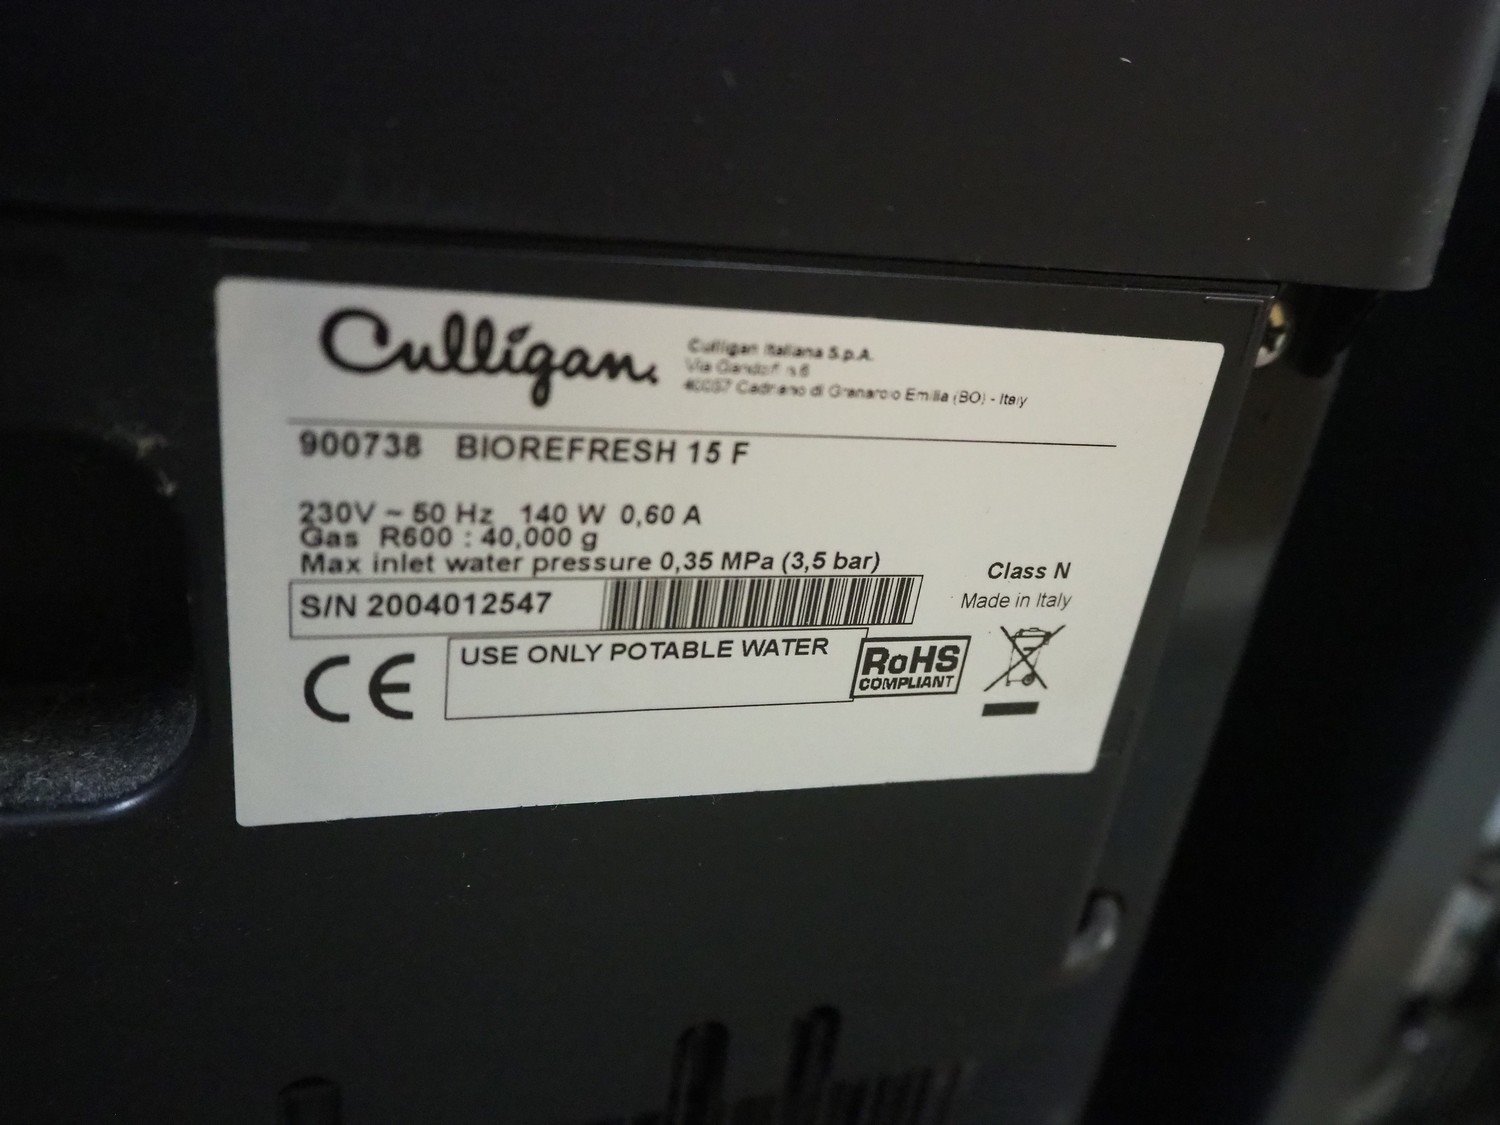 Culligan.
Culligan Italiana S.p.A.
Via Gandolfi n.6
40057 Cadriano di Granarolo Emilia (BO) - Italy
900738 BIOREFRESH 15 F
230V ~ 50 Hz 140 W 0,60 A
Gas R600 : 40,000 g
Max inlet water pressure 0,35 MPa (3,5 bar)
Class N
S/N 2004012547
Made in Italy
CE
USE ONLY POTABLE WATER
RoHS
COMPLIANT